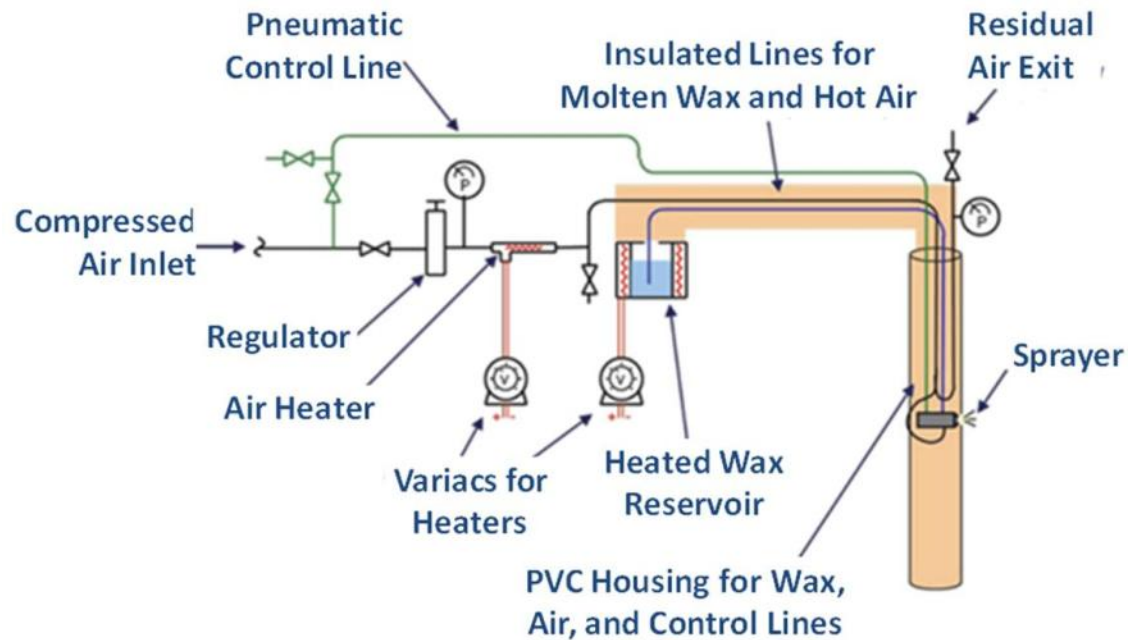 Pneumatic
Control Line
Insulated Lines for
Molten Wax and Hot Air
Residual
Air Exit
P
Compressed
Air Inlet
P
Regulator
Air Heater
V
V
Sprayer
Variacs for
Heaters
+ -
+ -
Heated Wax
Reservoir
PVC Housing for Wax,
Air, and Control Lines